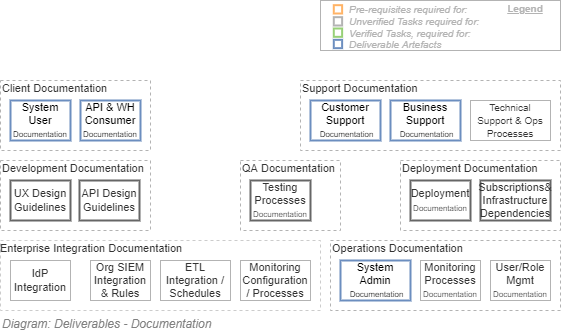 Pre-requisites required for:
Legend
Unverified Tasks required for:
Verified Tasks, required for:
Deliverable Artefacts
Client Documentation
System
User
Documentation
API & WH
Consumer
Documentation
Support Documentation
Customer
Support
Documentation
Business
Support
Documentation
Technical
Support & Ops
Processes
Development Documentation
UX Design
Guidelines
API Design
Guidelines
QA Documentation
Testing
Processes
Documentation
Deployment Documentation
Deployment
Documentation
Subscriptions&
Infrastructure
Dependencies
Enterprise Integration Documentation
IdP
Integration
Org SIEM
Integration
& Rules
ETL
Integration /
Schedules
Monitoring
Configuration
/ Processes
Operations Documentation
System
Admin
Documentation
Monitoring
Processes
Documentation
User/Role
Mgmt
Documentation
Diagram: Deliverables - Documentation